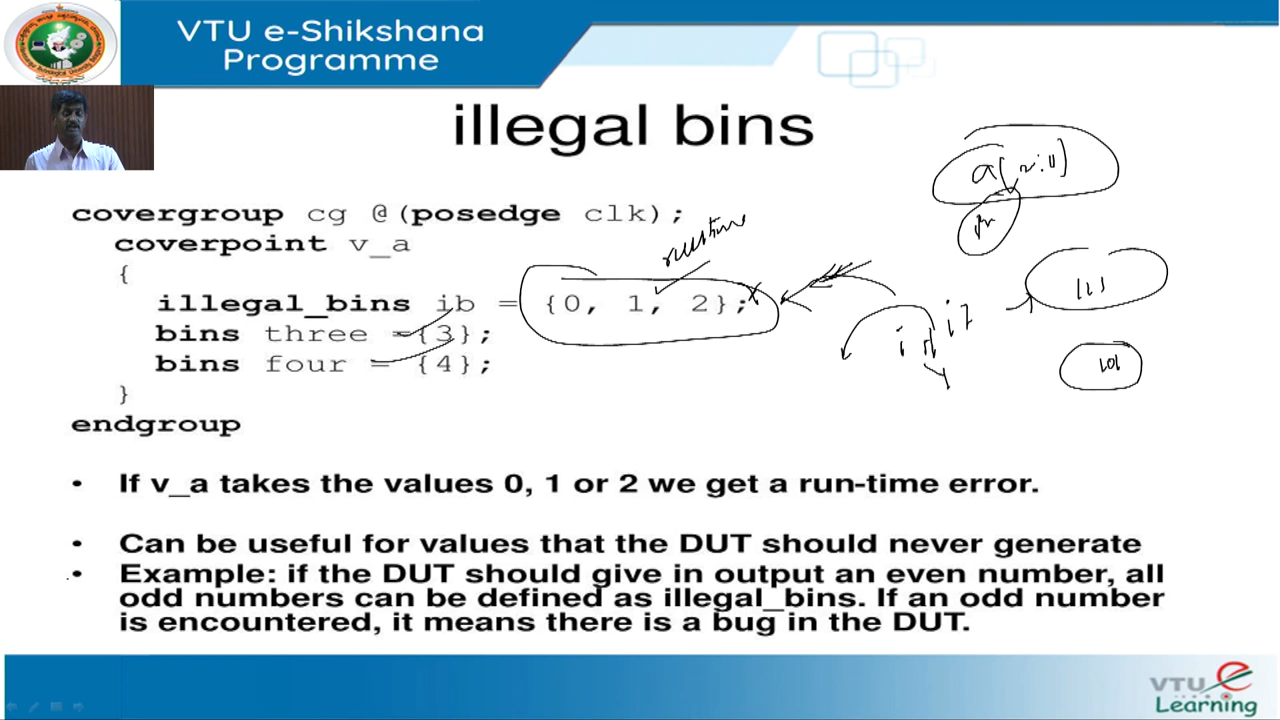 VTU e-Shikshana
Programme
illegal bins
covergroup cg @(posedge clk);
coverpoint v_a
{
illegal_bins ib = {0, 1, 2};
bins three ={3};
bins four = {4};
}
endgroup
runtime
101
• If v_a takes the values 0, 1 or 2 we get a run-time error.
• Can be useful for values that the DUT should never generate
• Example: if the DUT should give in output an even number, all
odd numbers can be defined as illegal_bins. If an odd number
is encountered, it means there is a bug in the DUT.
VTU e
Learning